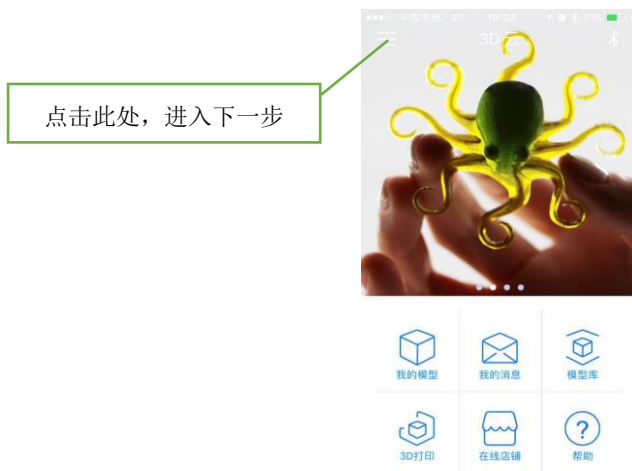 中国电信 4G 10:34 91%
3D 云
点击此处，进入下一步
我的模型 我的消息 模型库
3D打印 在线店铺 帮助